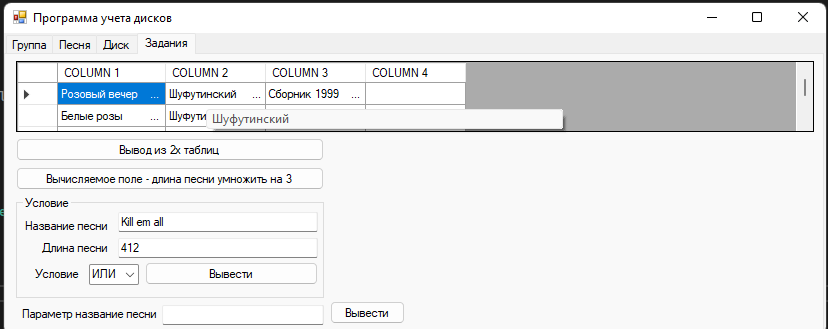 Программа учета дисков
Группа Песня Диск Задания
COLUMN 1 COLUMN 2 COLUMN 3 COLUMN 4
Розовый вечер ... Шуфутинский ... Сборник 1999 ...
Белые розы ... Шуфути
Шуфутинский
Вывод из 2х таблиц
Вычисляемое поле - длина песни умножить на 3
Условие
Название песни Kill em all
Длина песни 412
Условие ИЛИ Вывести
Параметр название песни Вывести